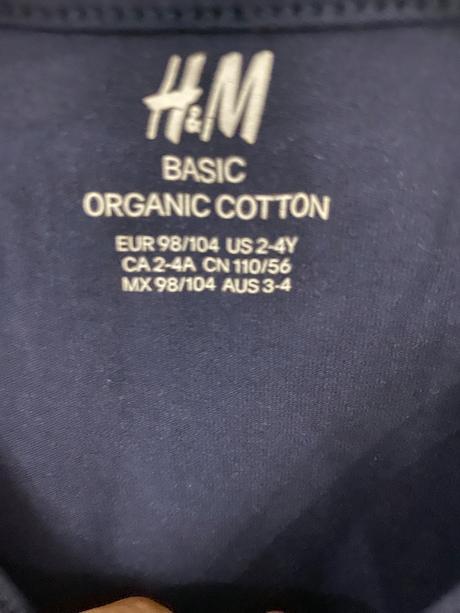 H&M
BASIC
ORGANIC COTTON
EUR 98/104 US 2-4Y
CA 2-4A CN 110/56
MX 98/104 AUS 3-4